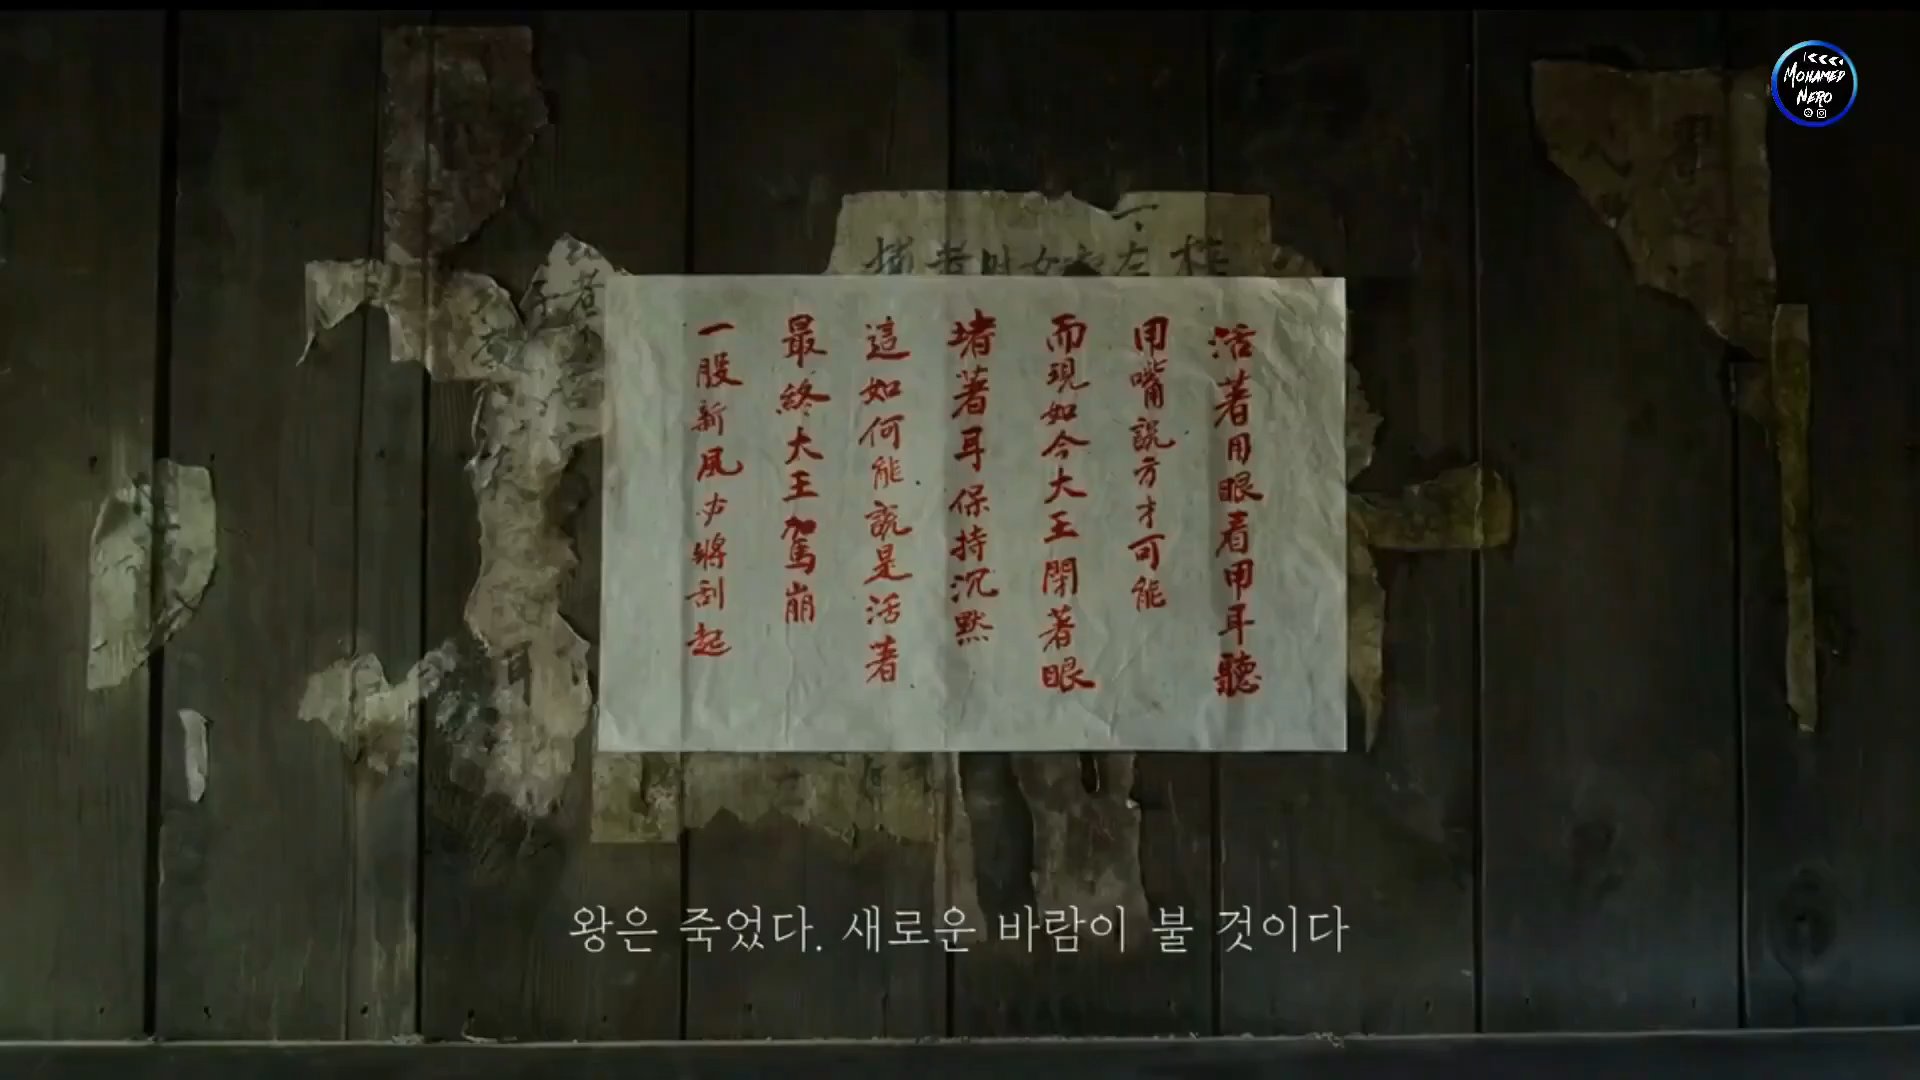 活著用眼看用耳聽
用嘴說方才可能
而現如今大王閉著眼
堵著耳保持沉默
這如何能說是活著
最終大王駕崩
一股新風必將刮起
왕은 죽었다. 새로운 바람이 불 것이다
MOHAMED
NERO